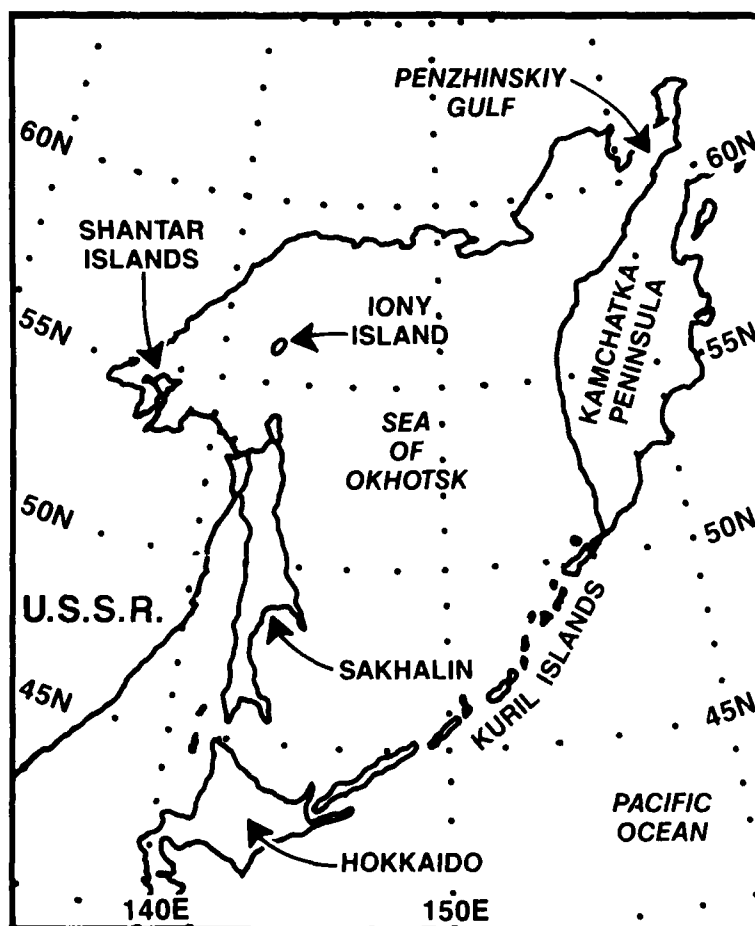 PENZHINSKIY
GULF
60N
60N
SHANTAR
ISLANDS
IONY
ISLAND
55N
55N
KAMCHATKA
PENINSULA
SEA
OF
OKHOTSK
50N
50N
U.S.S.R.
SAKHALIN
KURIL ISLANDS
45N
45N
PACIFIC
OCEAN
HOKKAIDO
140E
150E